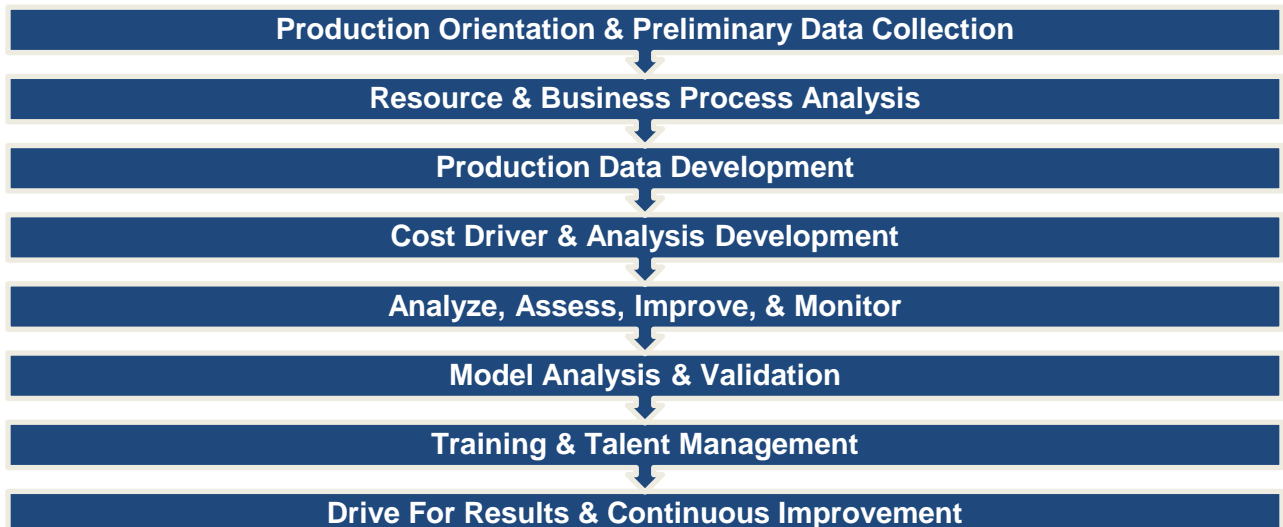 Production Orientation & Preliminary Data Collection
Resource & Business Process Analysis
Production Data Development
Cost Driver & Analysis Development
Analyze, Assess, Improve, & Monitor
Model Analysis & Validation
Training & Talent Management
Drive For Results & Continuous Improvement